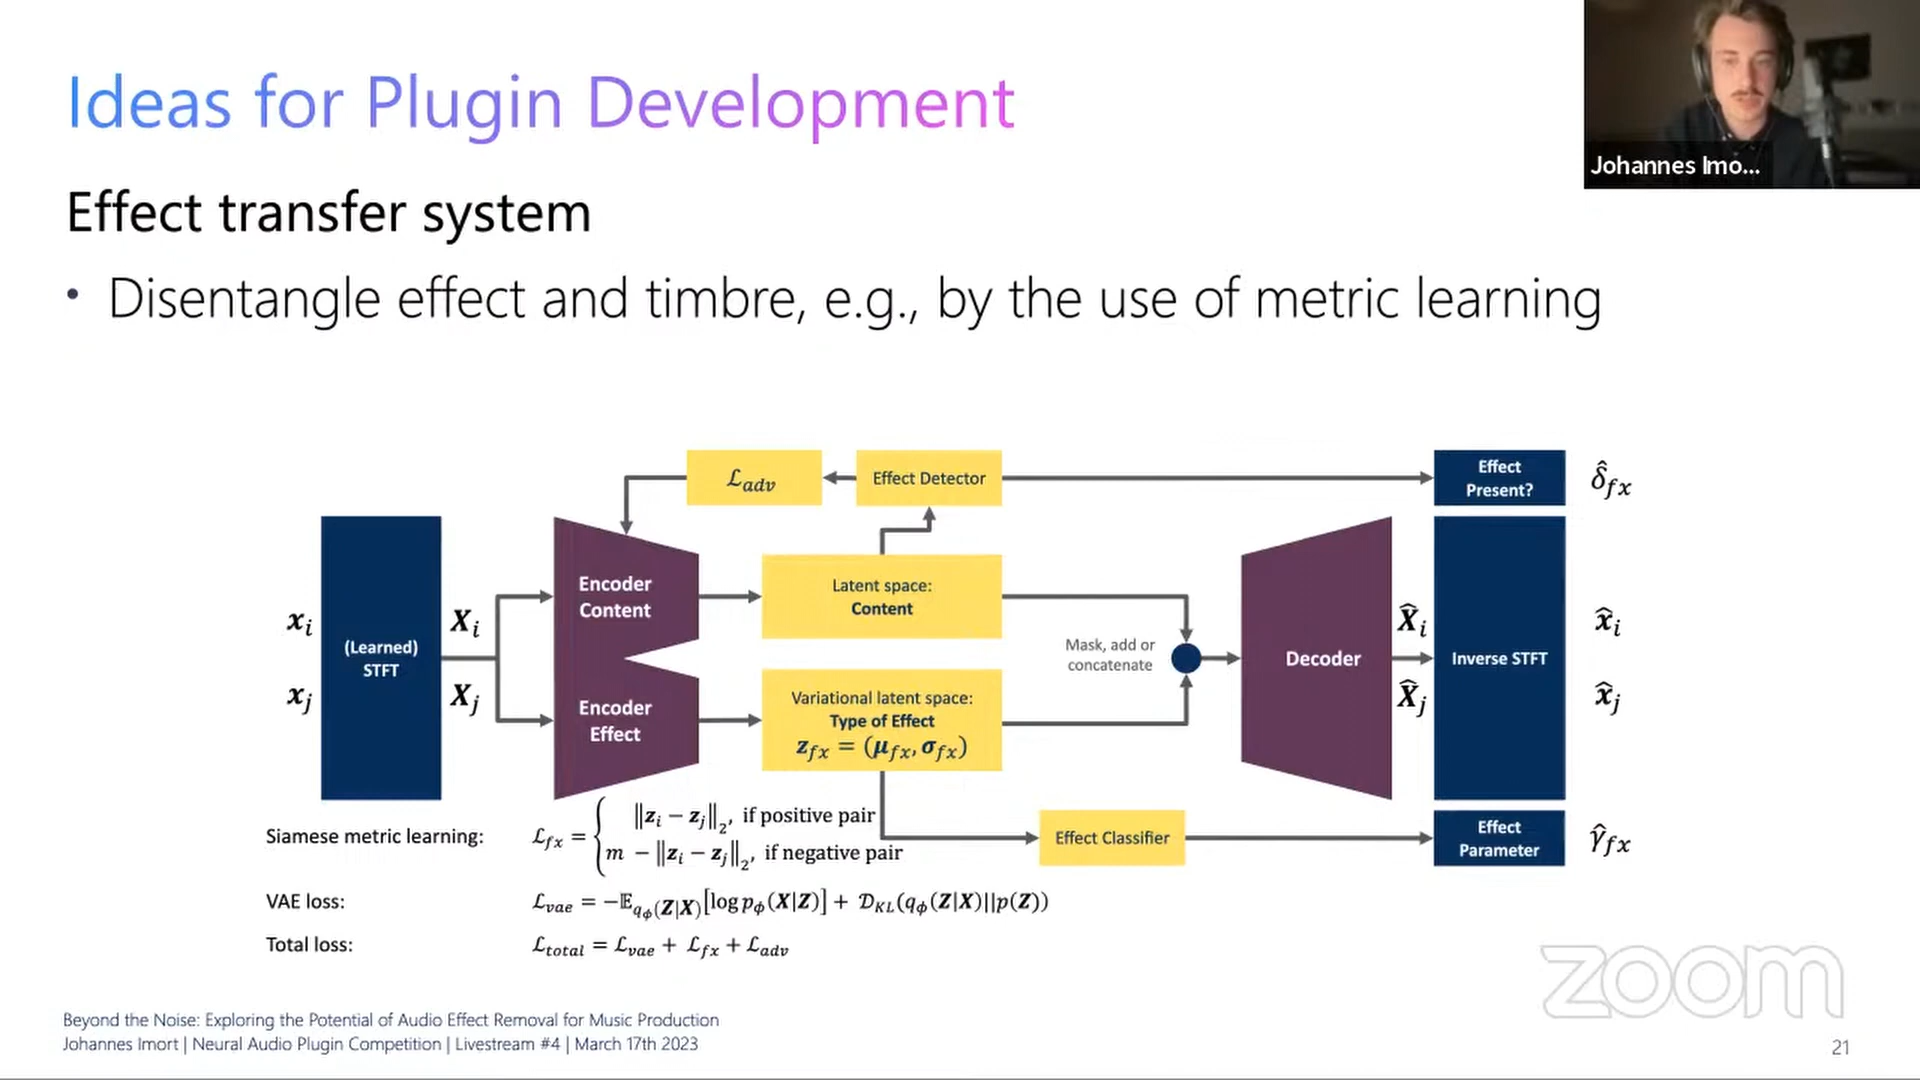 Ideas for Plugin Development
Johannes Imo...
Effect transfer system
• Disentangle effect and timbre, e.g., by the use of metric learning
ℒ_adv
Effect Detector
Effect
Present?
δ̂_fx
x_i
x_j
(Learned)
STFT
X_i
X_j
Encoder
Content
Encoder
Effect
Latent space:
Content
Variational latent space:
Type of Effect
z_fx = (μ_fx, σ_fx)
Mask, add or
concatenate
Decoder
X̂_i
X̂_j
Inverse STFT
x̂_i
x̂_j
Effect Classifier
Effect
Parameter
γ̂_fx
Siamese metric learning:
ℒ_fx = { ‖z_i − z_j‖_2, if positive pair
m − ‖z_i − z_j‖_2, if negative pair
VAE loss: ℒ_vae = −𝔼_{q_ϕ(Z|X)}[log p_ϕ(X|Z)] + 𝒟_KL(q_ϕ(Z|X)||p(Z))
Total loss: ℒ_total = ℒ_vae + ℒ_fx + ℒ_adv
zoom
Beyond the Noise: Exploring the Potential of Audio Effect Removal for Music Production
Johannes Imort | Neural Audio Plugin Competition | Livestream #4 | March 17th 2023
21